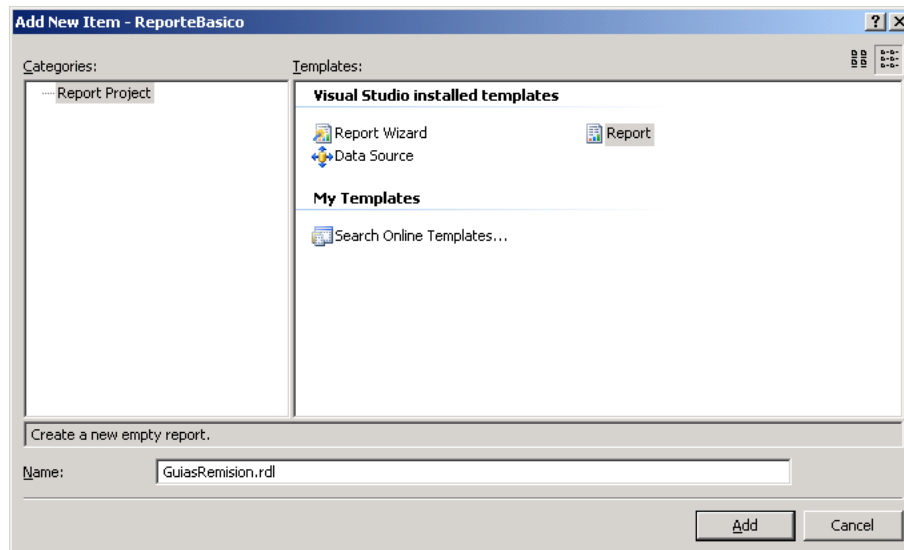 Add New Item - ReporteBasico
Categories:
Templates:
Report Project
Visual Studio installed templates
Report Wizard
Report
Data Source
My Templates
Search Online Templates...
Create a new empty report.
Name:
GuiasRemision.rdl
Add
Cancel